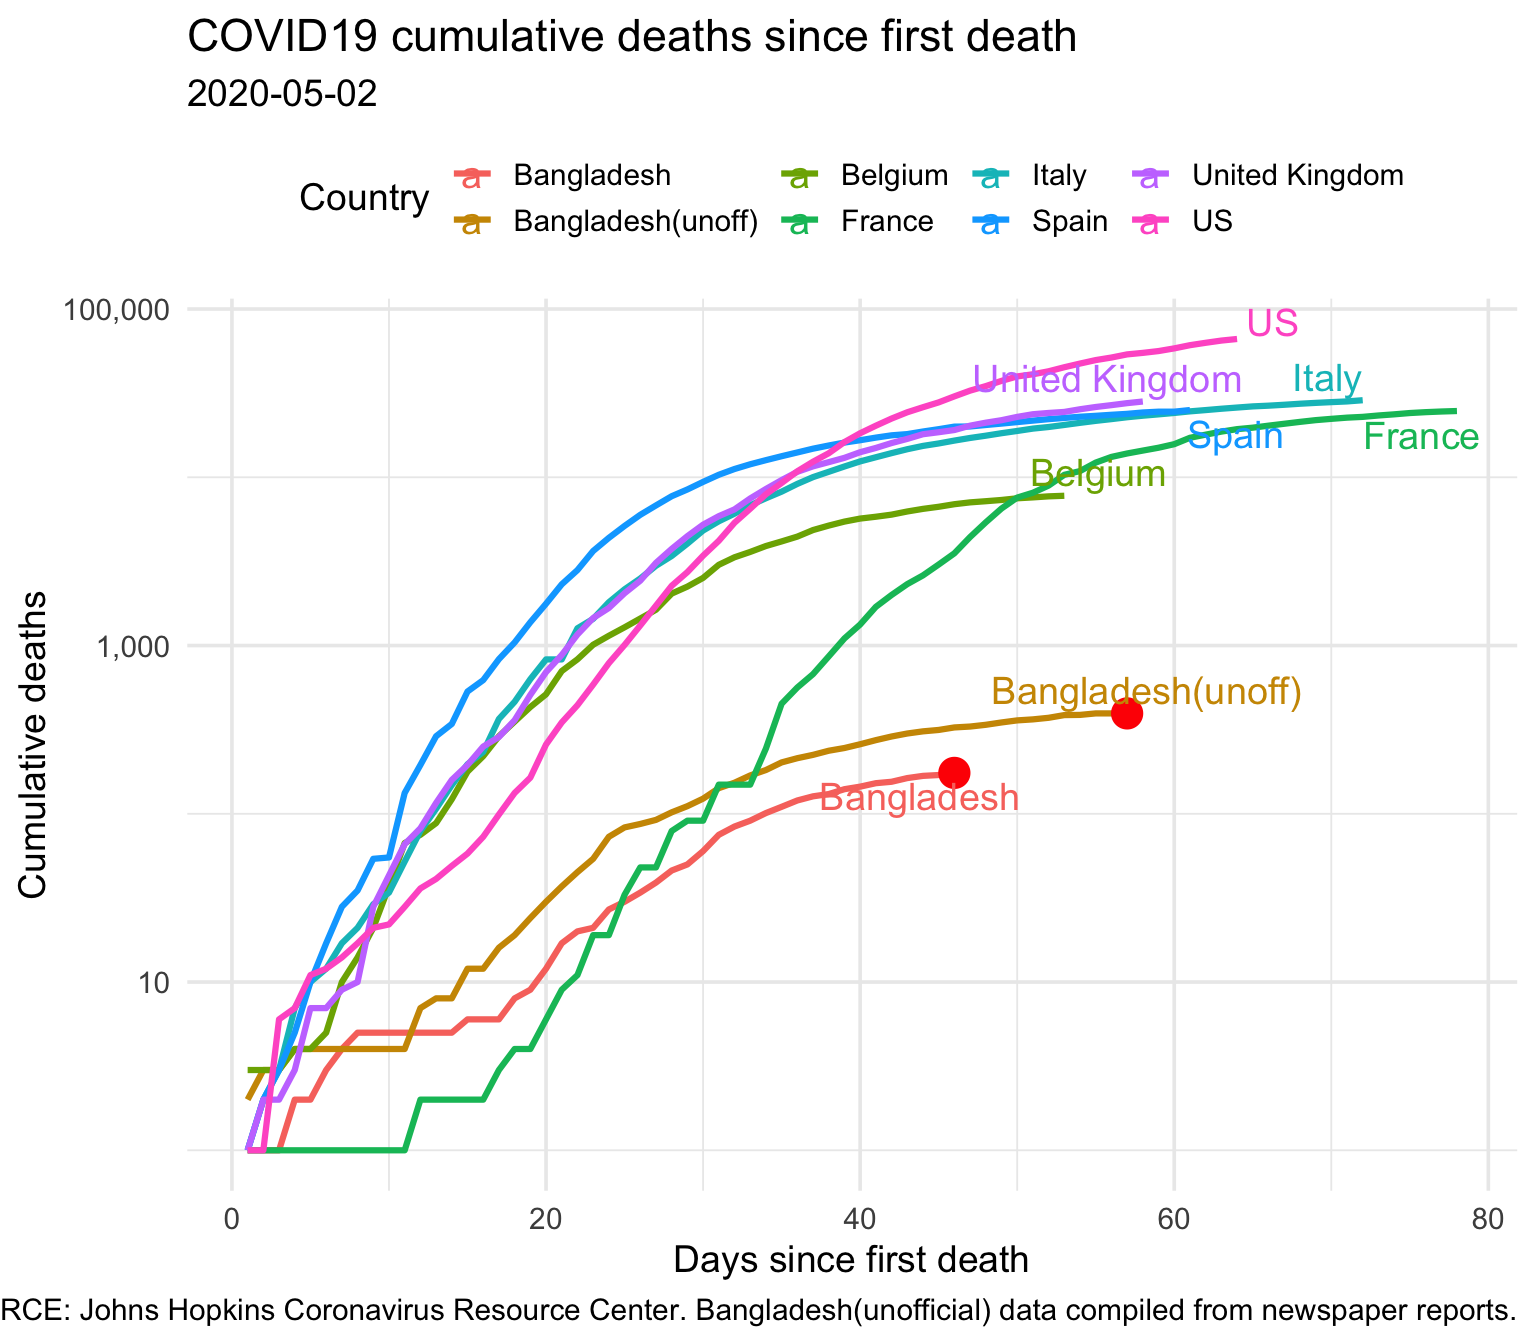 COVID19 cumulative deaths since first death
2020-05-02
Country
a Bangladesh a Belgium a Italy a United Kingdom
a Bangladesh(unoff) a France a Spain a US
100,000
1,000
10
Cumulative deaths
US
United Kingdom
Italy
Spain
France
Belgium
Bangladesh(unoff)
Bangladesh
0 20 40 60 80
Days since first death
RCE: Johns Hopkins Coronavirus Resource Center. Bangladesh(unofficial) data compiled from newspaper reports.